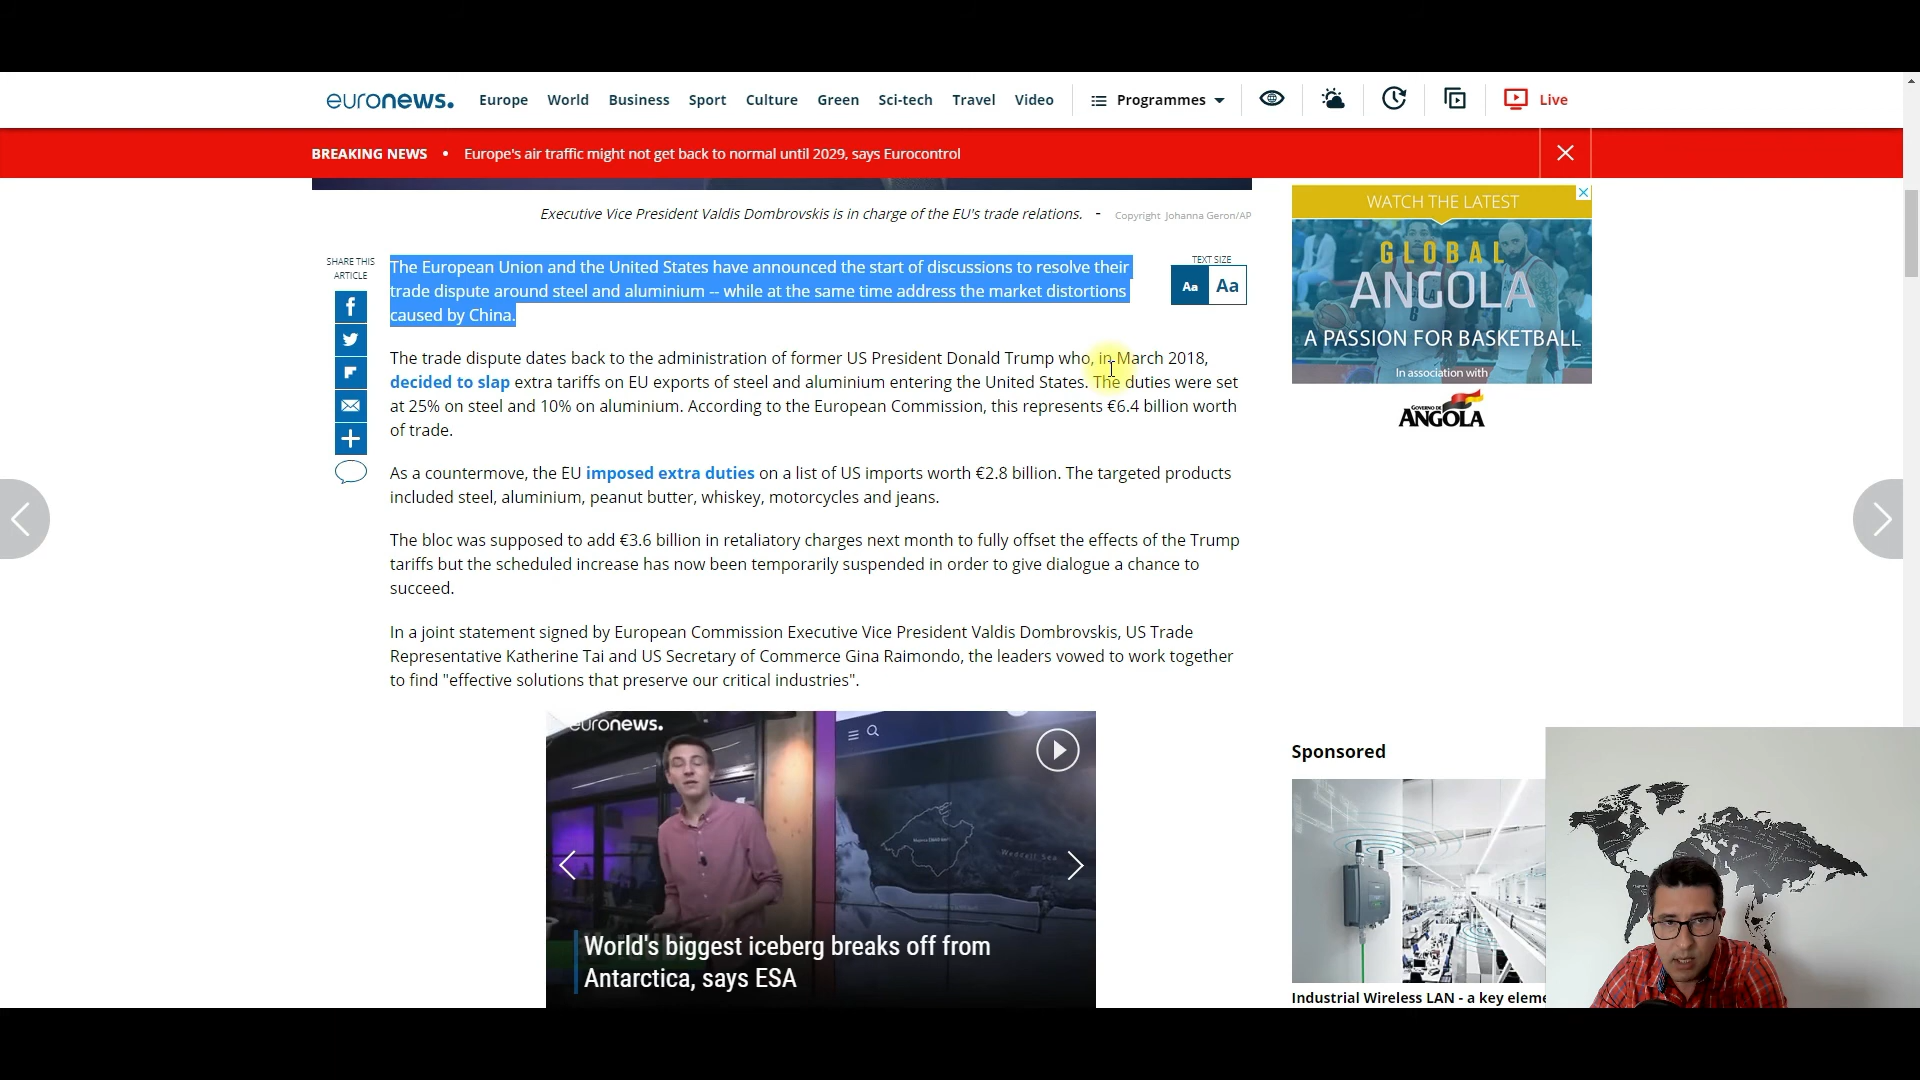 euronews.
Europe World Business Sport Culture Green Sci-tech Travel Video Programmes Live
BREAKING NEWS • Europe's air traffic might not get back to normal until 2029, says Eurocontrol
Executive Vice President Valdis Dombrovskis is in charge of the EU's trade relations. - Copyright Johanna Geron/AP
SHARE THIS
ARTICLE
The European Union and the United States have announced the start of discussions to resolve their
trade dispute around steel and aluminium -- while at the same time address the market distortions
caused by China.
TEXT SIZE
Aa Aa
The trade dispute dates back to the administration of former US President Donald Trump who, in March 2018,
decided to slap extra tariffs on EU exports of steel and aluminium entering the United States. The duties were set
at 25% on steel and 10% on aluminium. According to the European Commission, this represents €6.4 billion worth
of trade.
As a countermove, the EU imposed extra duties on a list of US imports worth €2.8 billion. The targeted products
included steel, aluminium, peanut butter, whiskey, motorcycles and jeans.
The bloc was supposed to add €3.6 billion in retaliatory charges next month to fully offset the effects of the Trump
tariffs but the scheduled increase has now been temporarily suspended in order to give dialogue a chance to
succeed.
In a joint statement signed by European Commission Executive Vice President Valdis Dombrovskis, US Trade
Representative Katherine Tai and US Secretary of Commerce Gina Raimondo, the leaders vowed to work together
to find "effective solutions that preserve our critical industries".
euronews.
World's biggest iceberg breaks off from
Antarctica, says ESA
WATCH THE LATEST
GLOBAL
ANGOLA
A PASSION FOR BASKETBALL
In association with
GOVERNO DE
ANGOLA
Sponsored
Industrial Wireless LAN - a key eleme